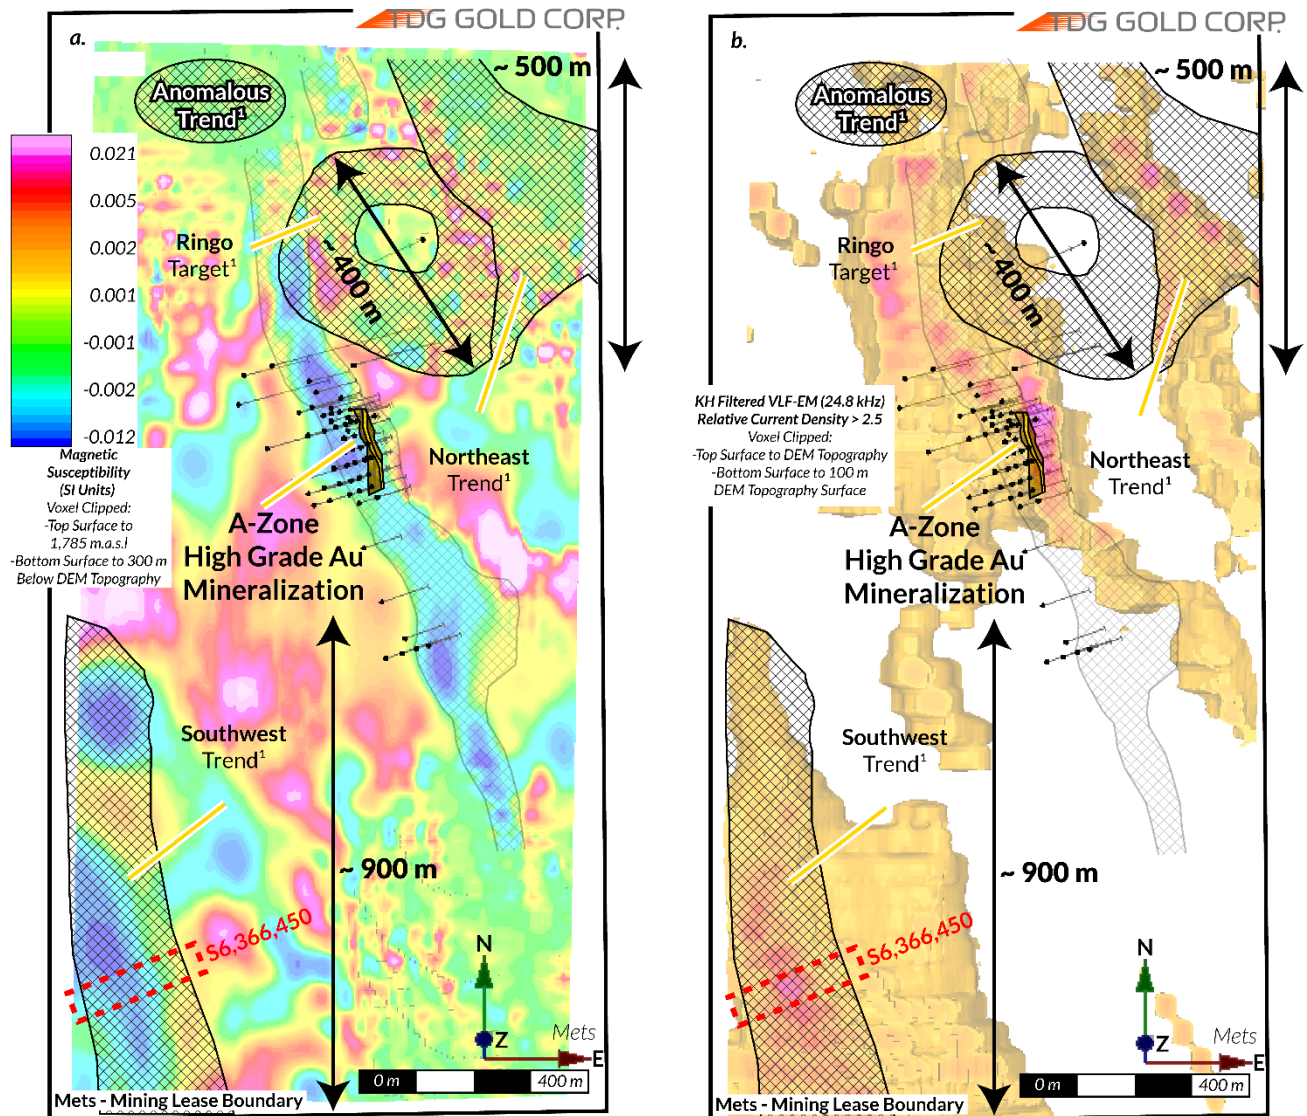 TDG GOLD CORP.
a.
~ 500 m
Anomalous
Trend¹
0.021
0.005
0.002
0.001
-0.001
-0.002
-0.012
Magnetic
Susceptibility
(SI Units)
Voxel Clipped:
-Top Surface to
1,785 m.a.s.l
-Bottom Surface to 300 m
Below DEM Topography
Ringo
Target¹
~ 400 m
Northeast
Trend¹
A-Zone
High Grade Au
Mineralization
Southwest
Trend¹
~ 900 m
S6,366,450
N
Z
E
Mets
0 m
400 m
Mets - Mining Lease Boundary
TDG GOLD CORP.
b.
~ 500 m
Anomalous
Trend¹
Ringo
Target¹
~ 400 m
KH Filtered VLF-EM (24.8 kHz)
Relative Current Density > 2.5
Voxel Clipped:
-Top Surface to DEM Topography
-Bottom Surface to 100 m
DEM Topography Surface
Northeast
Trend¹
A-Zone
High Grade Au
Mineralization
Southwest
Trend¹
~ 900 m
S6,366,450
N
Z
E
Mets
0 m
400 m
Mets - Mining Lease Boundary